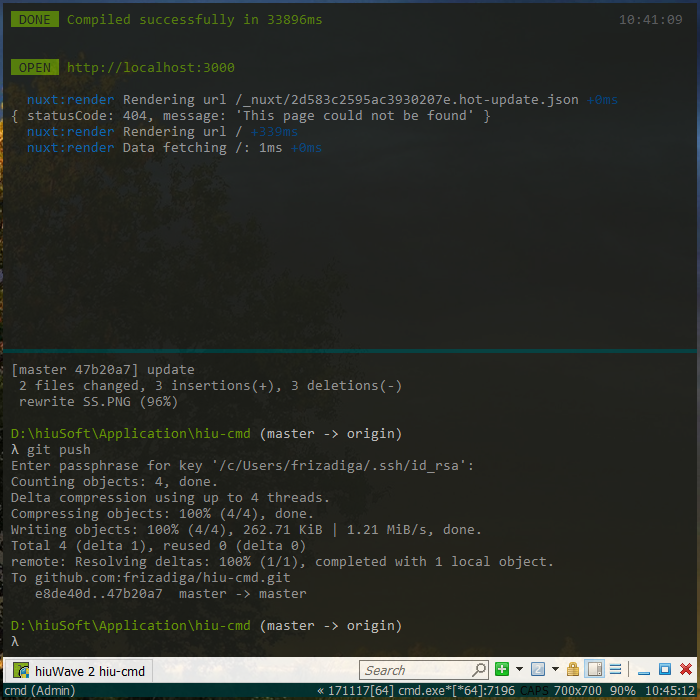 DONE Compiled successfully in 33896ms 10:41:09
OPEN http://localhost:3000
nuxt:render Rendering url /_nuxt/2d583c2595ac3930207e.hot-update.json +0ms
{ statusCode: 404, message: 'This page could not be found' }
nuxt:render Rendering url / +339ms
nuxt:render Data fetching /: 1ms +0ms
[master 47b20a7] update
2 files changed, 3 insertions(+), 3 deletions(-)
rewrite SS.PNG (96%)
D:\hiuSoft\Application\hiu-cmd (master -> origin)
λ git push
Enter passphrase for key '/c/Users/frizadiga/.ssh/id_rsa':
Counting objects: 4, done.
Delta compression using up to 4 threads.
Compressing objects: 100% (4/4), done.
Writing objects: 100% (4/4), 262.71 KiB | 1.21 MiB/s, done.
Total 4 (delta 1), reused 0 (delta 0)
remote: Resolving deltas: 100% (1/1), completed with 1 local object.
To github.com:frizadiga/hiu-cmd.git
e8de40d..47b20a7  master -> master
D:\hiuSoft\Application\hiu-cmd (master -> origin)
λ
hiuWave 2 hiu-cmd Search
cmd (Admin) « 171117[64] cmd.exe*[*64]:7196 CAPS 700x700 90% 10:45:12